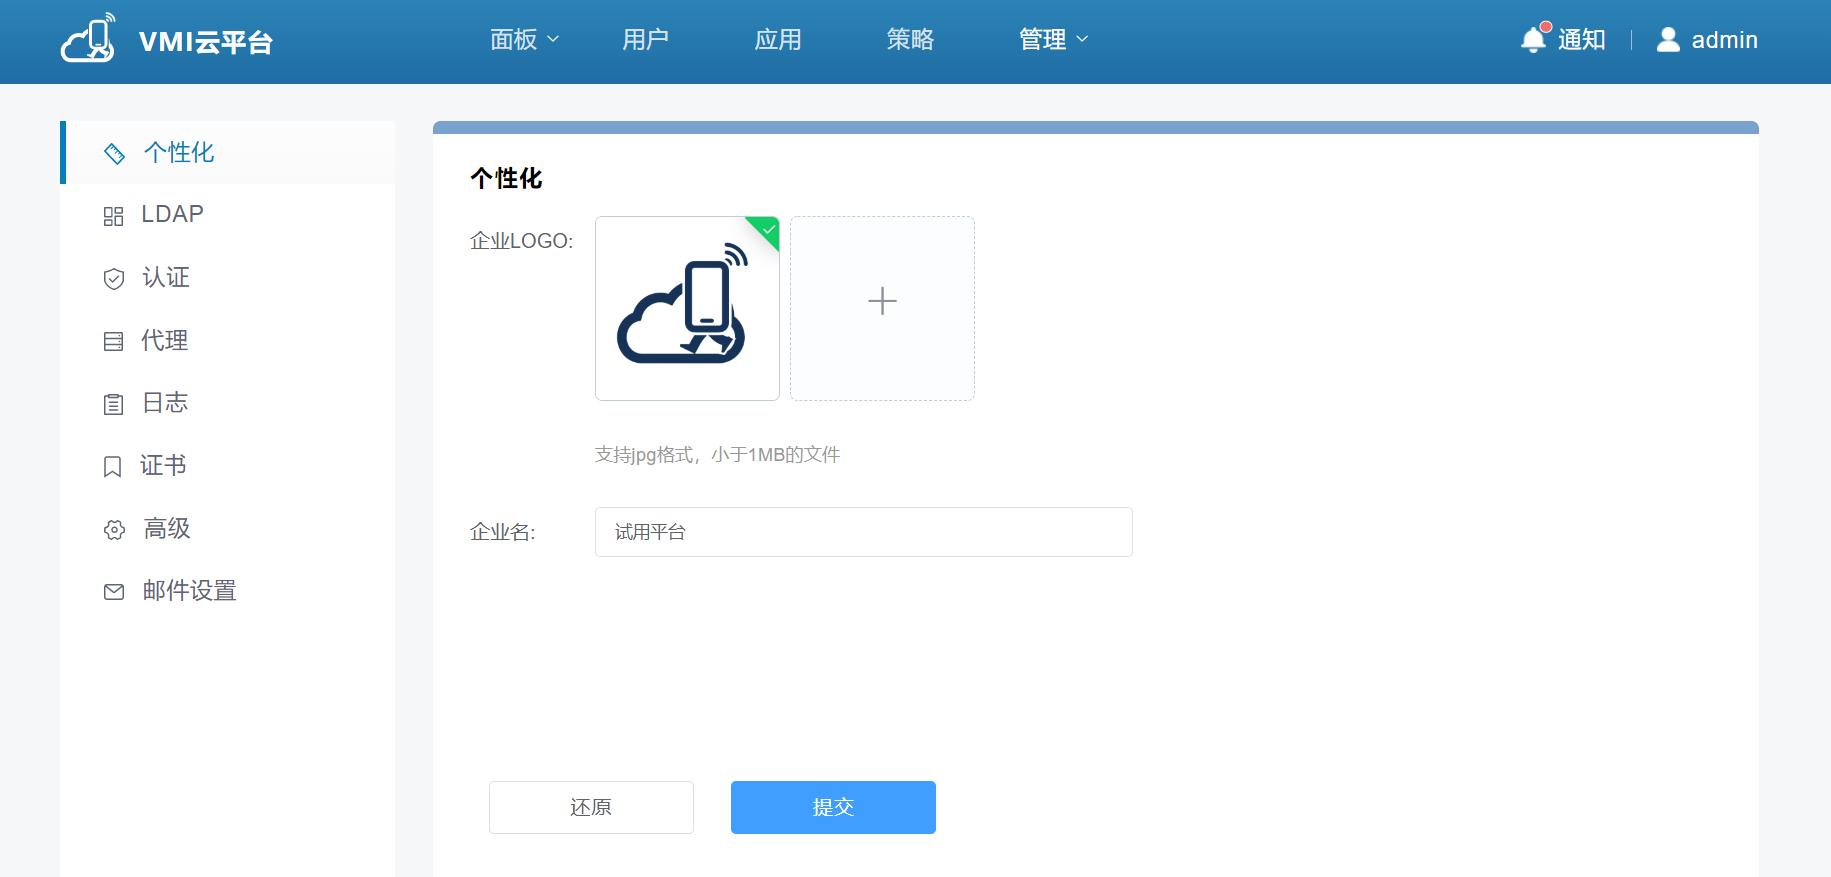 VMI云平台
面板
用户
应用
策略
管理
通知
admin
个性化
LDAP
认证
代理
日志
证书
高级
邮件设置
个性化
企业LOGO:
支持jpg格式，小于1MB的文件
企业名:
试用平台
还原
提交